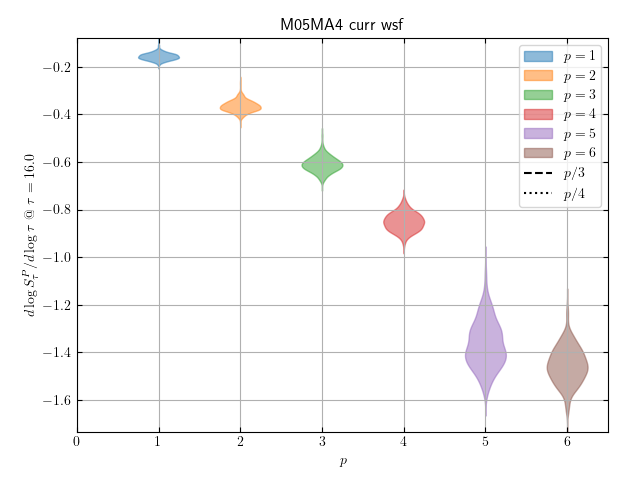 M05MA4 curr wsf
d log S_τ^P / d log τ @ τ = 16.0
−0.2
−0.4
−0.6
−0.8
−1.0
−1.2
−1.4
−1.6
p = 1
p = 2
p = 3
p = 4
p = 5
p = 6
p/3
p/4
0 1 2 3 4 5 6
p